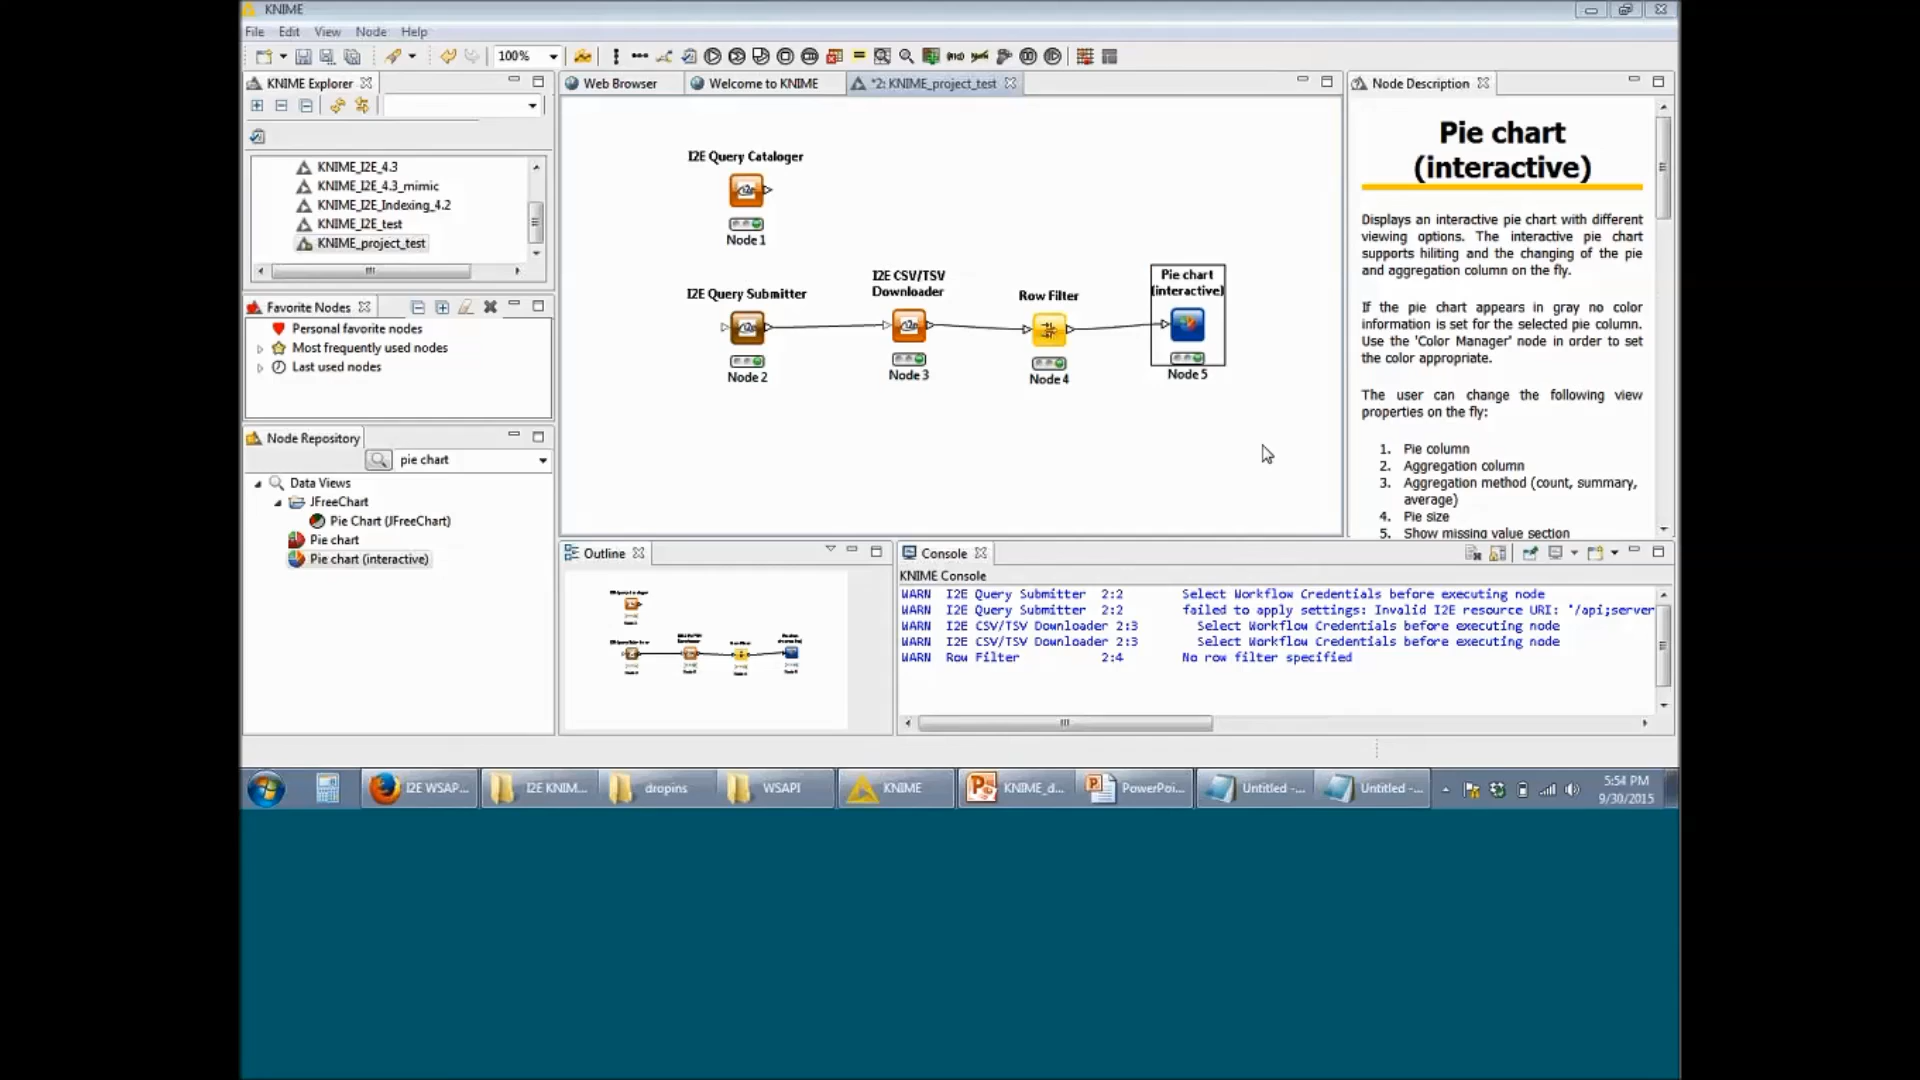 KNIME
File Edit View Node Help
100%
KNIME Explorer
KNIME_I2E_4.3
KNIME_I2E_4.3_mimic
KNIME_I2E_Indexing_4.2
KNIME_I2E_test
KNIME_project_test
Favorite Nodes
Personal favorite nodes
Most frequently used nodes
Last used nodes
Node Repository
pie chart
Data Views
JFreeChart
Pie Chart (JFreeChart)
Pie chart
Pie chart (interactive)
Web Browser
Welcome to KNIME
*2: KNIME_project_test
I2E Query Cataloger
Node 1
I2E Query Submitter
Node 2
I2E CSV/TSV
Downloader
Node 3
Row Filter
Node 4
Pie chart
(interactive)
Node 5
Node Description
Pie chart
(interactive)
Displays an interactive pie chart with different
viewing options. The interactive pie chart
supports hiliting and the changing of the pie
and aggregation column on the fly.
If the pie chart appears in gray no color
information is set for the selected pie column.
Use the 'Color Manager' node in order to set
the color appropriate.
The user can change the following view
properties on the fly:
1. Pie column
2. Aggregation column
3. Aggregation method (count, summary,
average)
4. Pie size
5. Show missing value section
Outline
Console
KNIME Console
WARN I2E Query Submitter 2:2 Select Workflow Credentials before executing node
WARN I2E Query Submitter 2:2 failed to apply settings: Invalid I2E resource URI: '/api;server
WARN I2E CSV/TSV Downloader 2:3 Select Workflow Credentials before executing node
WARN I2E CSV/TSV Downloader 2:3 Select Workflow Credentials before executing node
WARN Row Filter 2:4 No row filter specified
I2E WSAP...
I2E KNIM...
dropins
WSAPI
KNIME
KNIME_d...
PowerPoi...
Untitled -...
Untitled -...
5:54 PM
9/30/2015